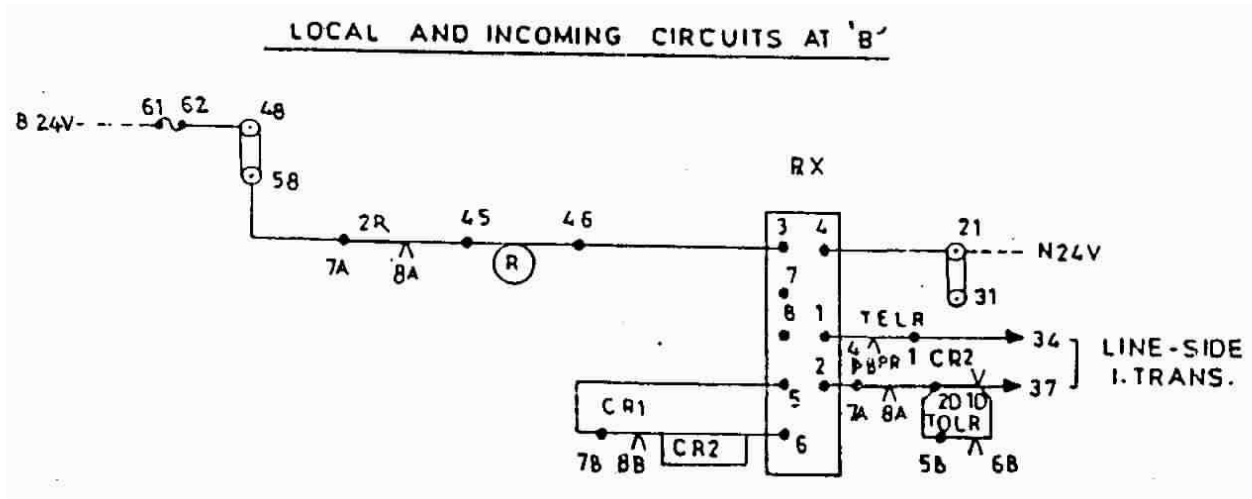 LOCAL AND INCOMING CIRCUITS AT 'B'
B 24V 61 62 48
58
RX
2R 45 46 3 4 21
7A 8A R N24V
7 31
8 1 TELR 34
4 PBPR 1 CR2 LINE-SIDE
2 37 I. TRANS.
5 7A 8A 2D 1D
CR1 TOLR
7B 8B CR2 6 5B 6B